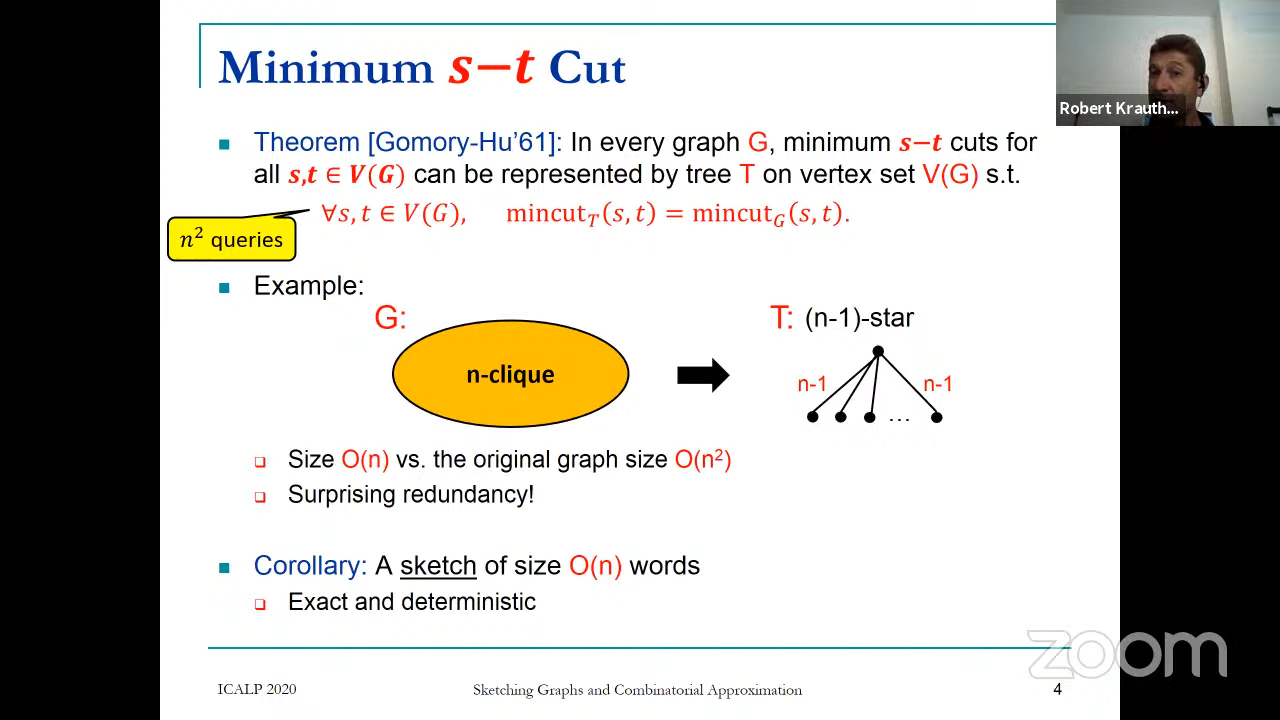 Minimum s–t Cut
Robert Krauth...
Theorem [Gomory-Hu’61]: In every graph G, minimum s–t cuts for
all s,t ∈ V(G) can be represented by tree T on vertex set V(G) s.t.
∀s, t ∈ V(G), mincut_T(s, t) = mincut_G(s, t).
n² queries
Example:
G:
n-clique
T: (n-1)-star
n-1
n-1
...
Size O(n) vs. the original graph size O(n²)
Surprising redundancy!
Corollary: A sketch of size O(n) words
Exact and deterministic
zoom
ICALP 2020
Sketching Graphs and Combinatorial Approximation
4